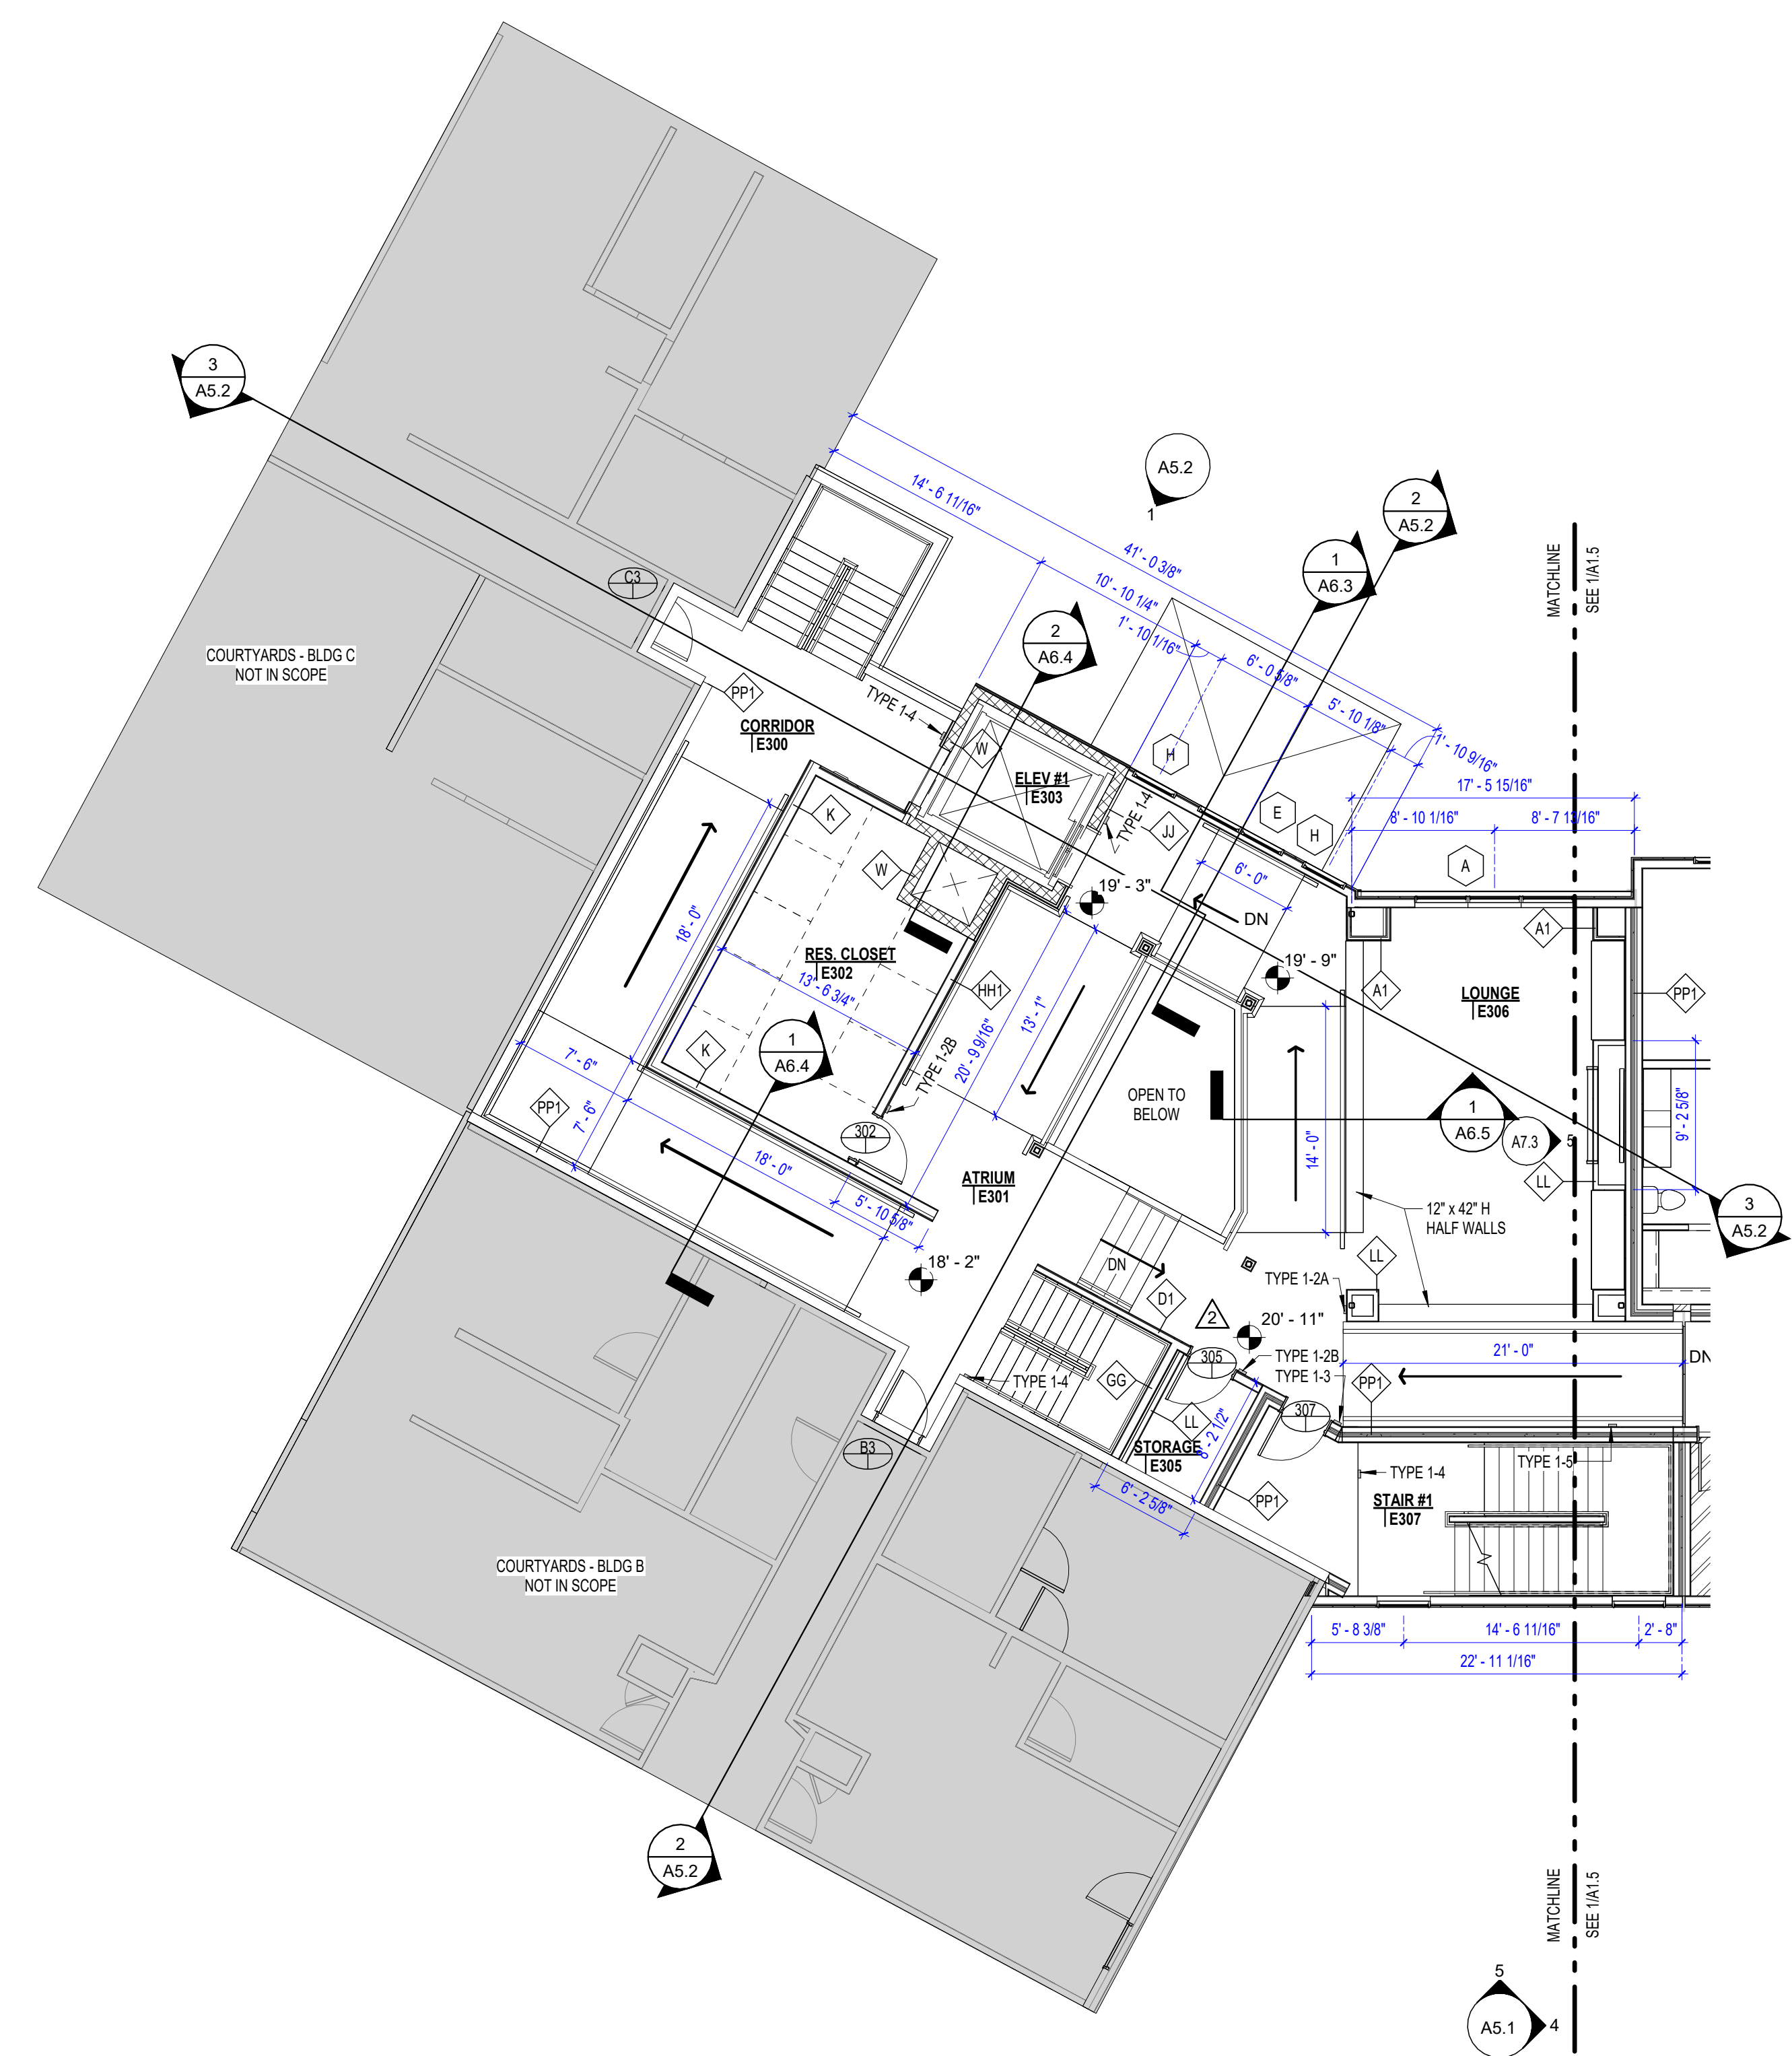 3
A5.2
A5.2
1
2
A5.2
1
A6.3
2
A6.4
MATCHLINE
SEE 1/A1.5
14' - 6 11/16"
41' - 0 3/8"
10' - 10 1/4"
1' - 10 1/16"
6' - 0 5/8"
5' - 10 1/8"
1' - 10 9/16"
17' - 5 15/16"
8' - 10 1/16"
8' - 7 13/16"
C3
COURTYARDS - BLDG C
NOT IN SCOPE
PP1
CORRIDOR
E300
TYPE 1-4
W
ELEV #1
E303
H
E
H
A
K
TYPE 1-4
JJ
W
6' - 0"
19' - 3"
DN
A1
18' - 0"
RES. CLOSET
E302
13' - 6 3/4"
HH1
13' - 1"
19' - 9"
A1
LOUNGE
E306
PP1
K
1
A6.4
TYPE 1-2B
20' - 9 9/16"
7' - 6"
PP1
7' - 6"
OPEN TO
BELOW
14' - 0"
1
A6.5
A7.3
5
9' - 2 5/8"
302
18' - 0"
5' - 10 5/8"
ATRIUM
E301
LL
12" x 42" H
HALF WALLS
3
A5.2
18' - 2"
DN
D1
LL
TYPE 1-2A
2
20' - 11"
305
TYPE 1-2B
TYPE 1-3
PP1
21' - 0"
DN
TYPE 1-4
GG
LL
307
8' - 2 1/2"
STORAGE
E305
B3
6' - 2 5/8"
PP1
TYPE 1-4
TYPE 1-5
STAIR #1
E307
COURTYARDS - BLDG B
NOT IN SCOPE
5' - 8 3/8"
14' - 6 11/16"
2' - 8"
22' - 11 1/16"
2
A5.2
MATCHLINE
SEE 1/A1.5
5
A5.1
4